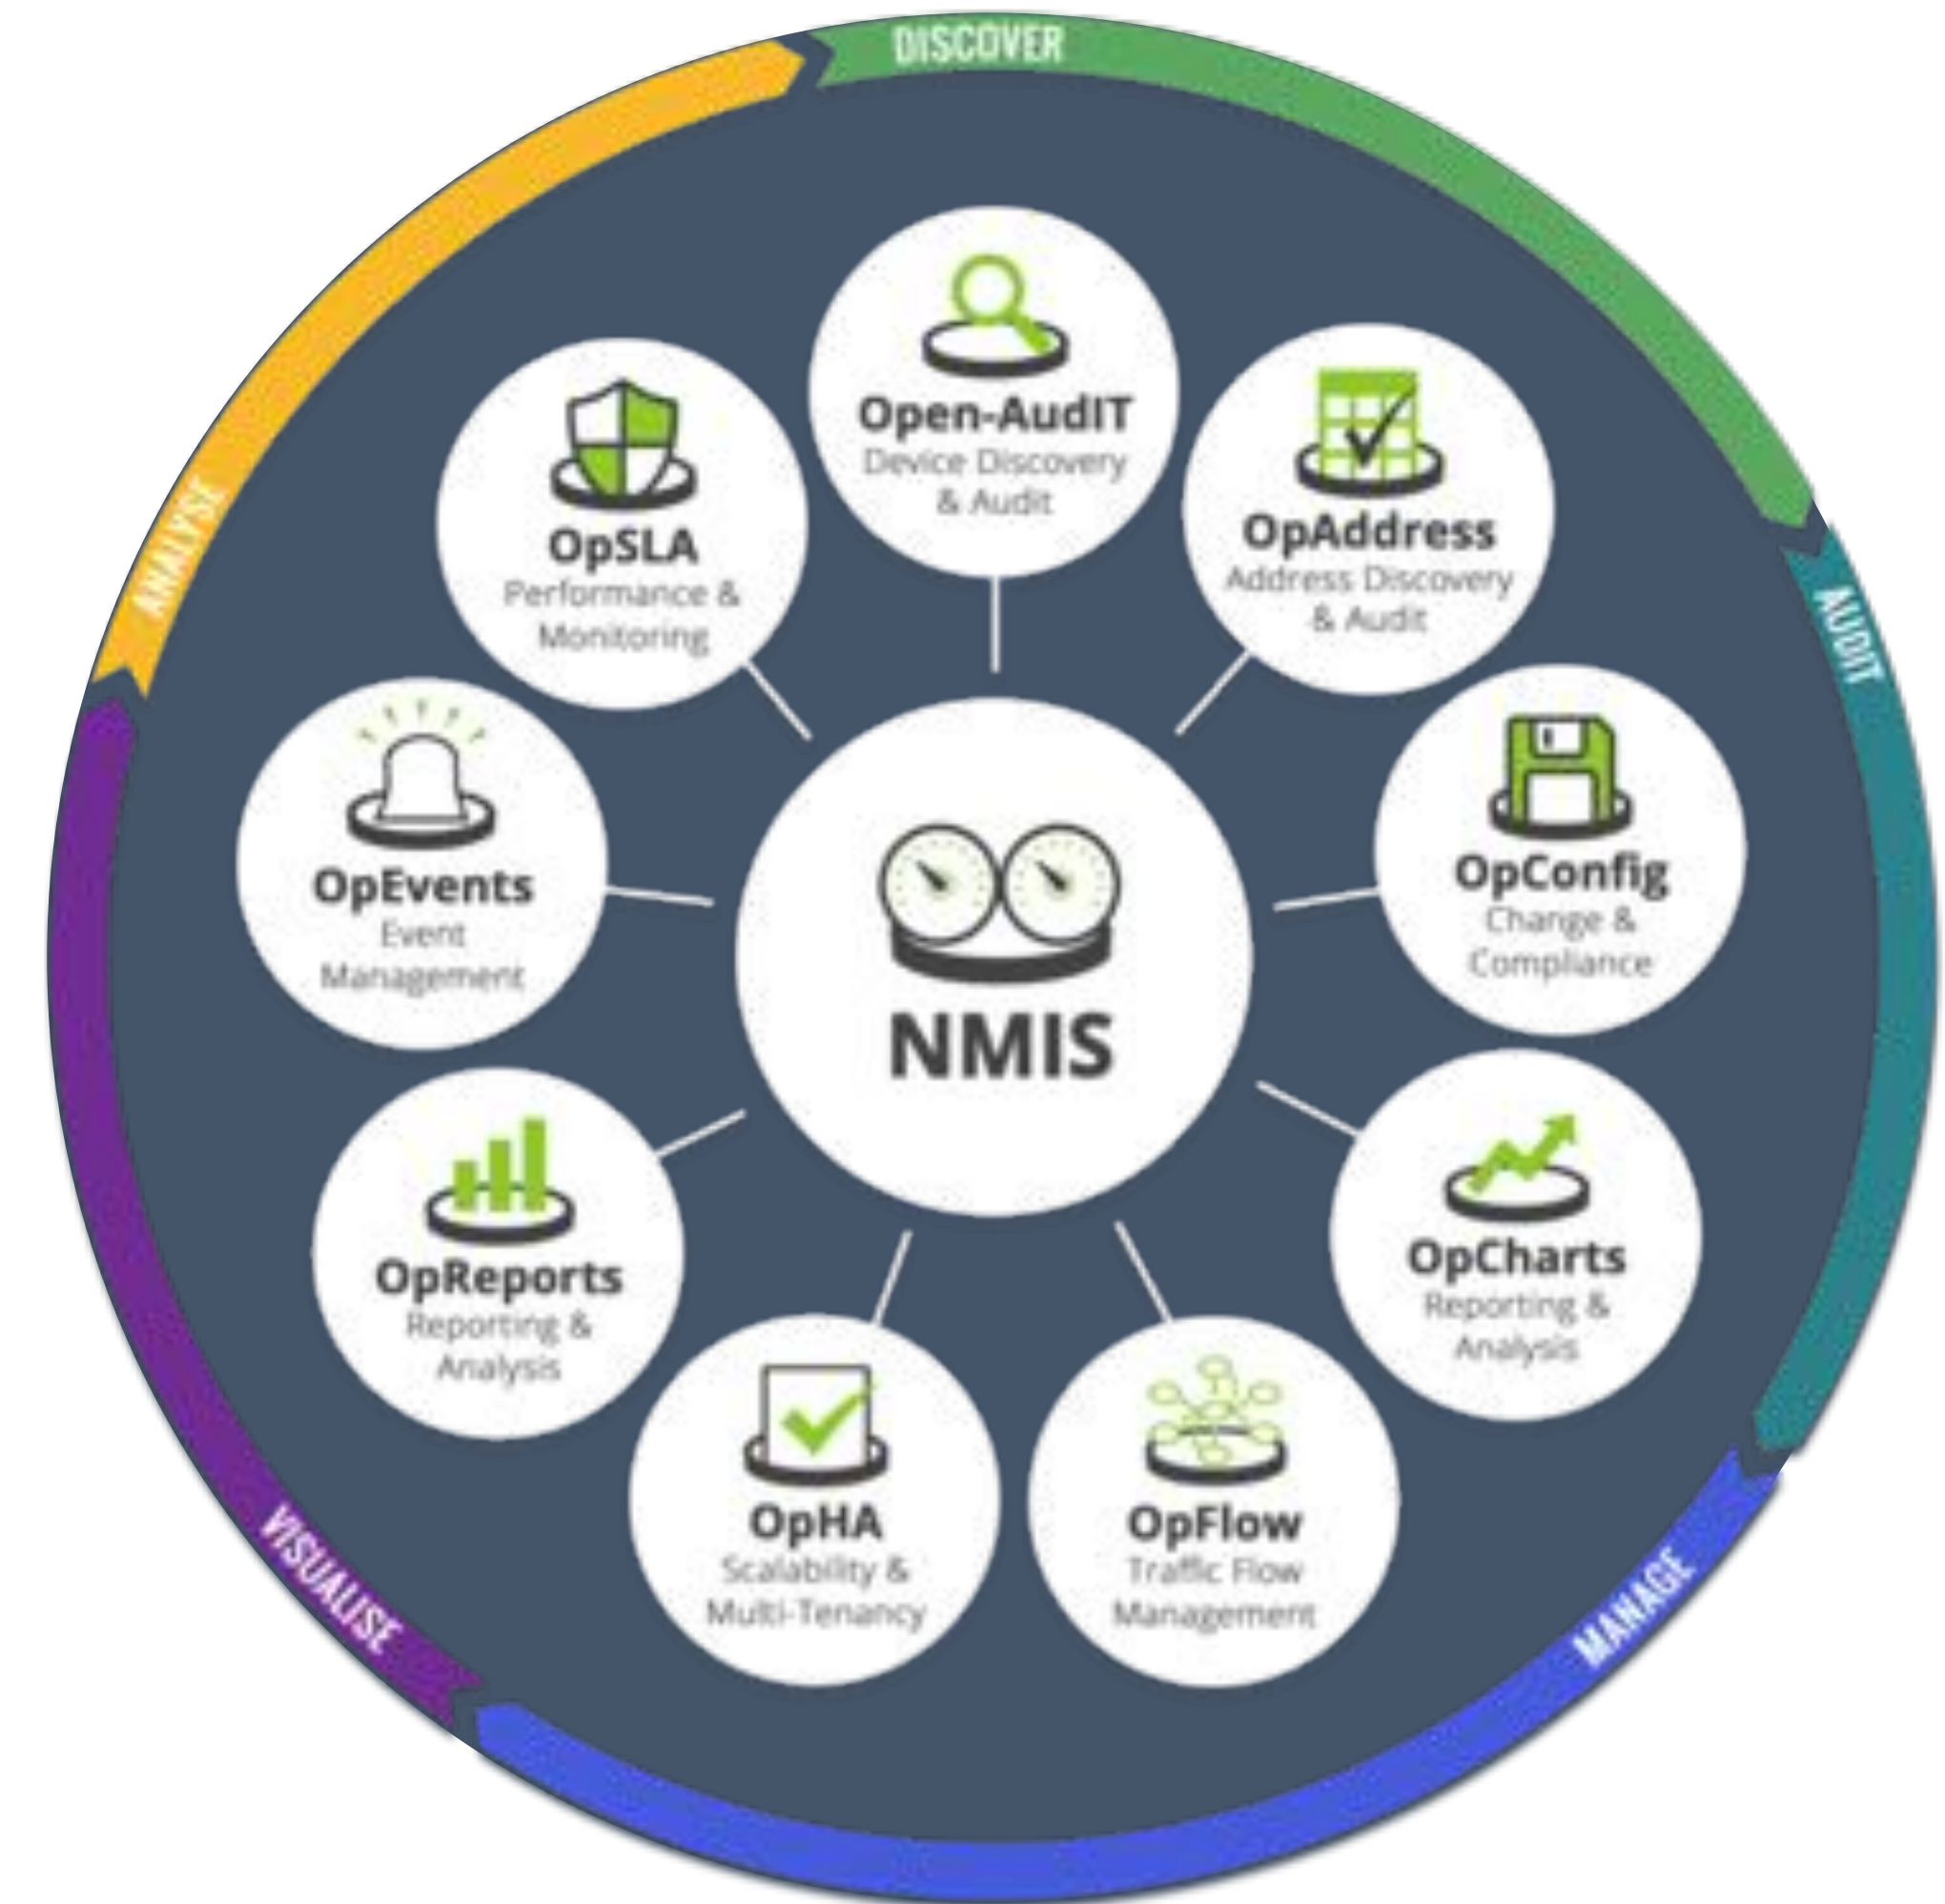 DISCOVER
AUDIT
MANAGE
VISUALISE
ANALYSE
Open-AudIT
Device Discovery
& Audit
OpAddress
Address Discovery
& Audit
OpConfig
Change &
Compliance
OpCharts
Reporting &
Analysis
OpFlow
Traffic Flow
Management
OpHA
Scalability &
Multi-Tenancy
OpReports
Reporting &
Analysis
OpEvents
Event
Management
OpSLA
Performance &
Monitoring
NMIS